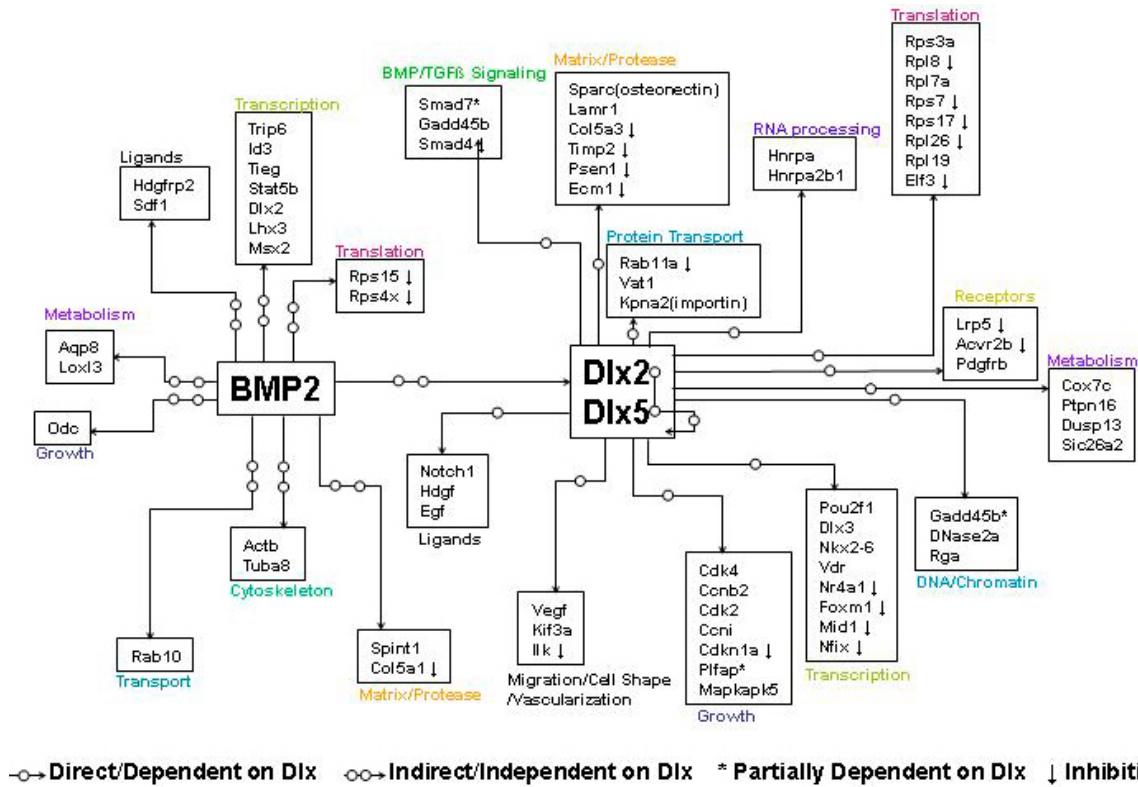 Translation
Rps3a
Rpl8 ↓
Rpl7a
Rps7 ↓
Rps17 ↓
Rpl26 ↓
Rpl19
Elf3 ↓
Matrix/Protease
Sparc(osteonectin)
Lamr1
Col5a3 ↓
Timp2 ↓
Psen1 ↓
Ecm1 ↓
BMP/TGFß Signaling
Smad7*
Gadd45b
Smad4↓
Transcription
Trip6
Id3
Tieg
Stat5b
Dlx2
Lhx3
Msx2
RNA processing
Hnrpa
Hnrpa2b1
Ligands
Hdgfrp2
Sdf1
Protein Transport
Rab11a ↓
Vat1
Kpna2(importin)
Translation
Rps15 ↓
Rps4x ↓
Receptors
Lrp5 ↓
Acvr2b ↓
Pdgfrb
Metabolism
Aqp8
Loxl3
Metabolism
Cox7c
Ptpn16
Dusp13
Slc26a2
BMP2
Dlx2
Dlx5
Odc
Growth
Notch1
Hdgf
Egf
Ligands
Pou2f1
Dlx3
Nkx2-6
Vdr
Nr4a1 ↓
Foxm1 ↓
Mid1 ↓
Nfix ↓
Transcription
Gadd45b*
DNase2a
Rga
DNA/Chromatin
Actb
Tuba8
Cytoskeleton
Cdk4
Ccnb2
Cdk2
Ccni
Cdkn1a ↓
Plfap*
Mapkapk5
Growth
Vegf
Kif3a
Ilk ↓
Migration/Cell Shape
/Vascularization
Rab10
Transport
Spint1
Col5a1 ↓
Matrix/Protease
Direct/Dependent on Dlx Indirect/Independent on Dlx * Partially Dependent on Dlx ↓ Inhibiti